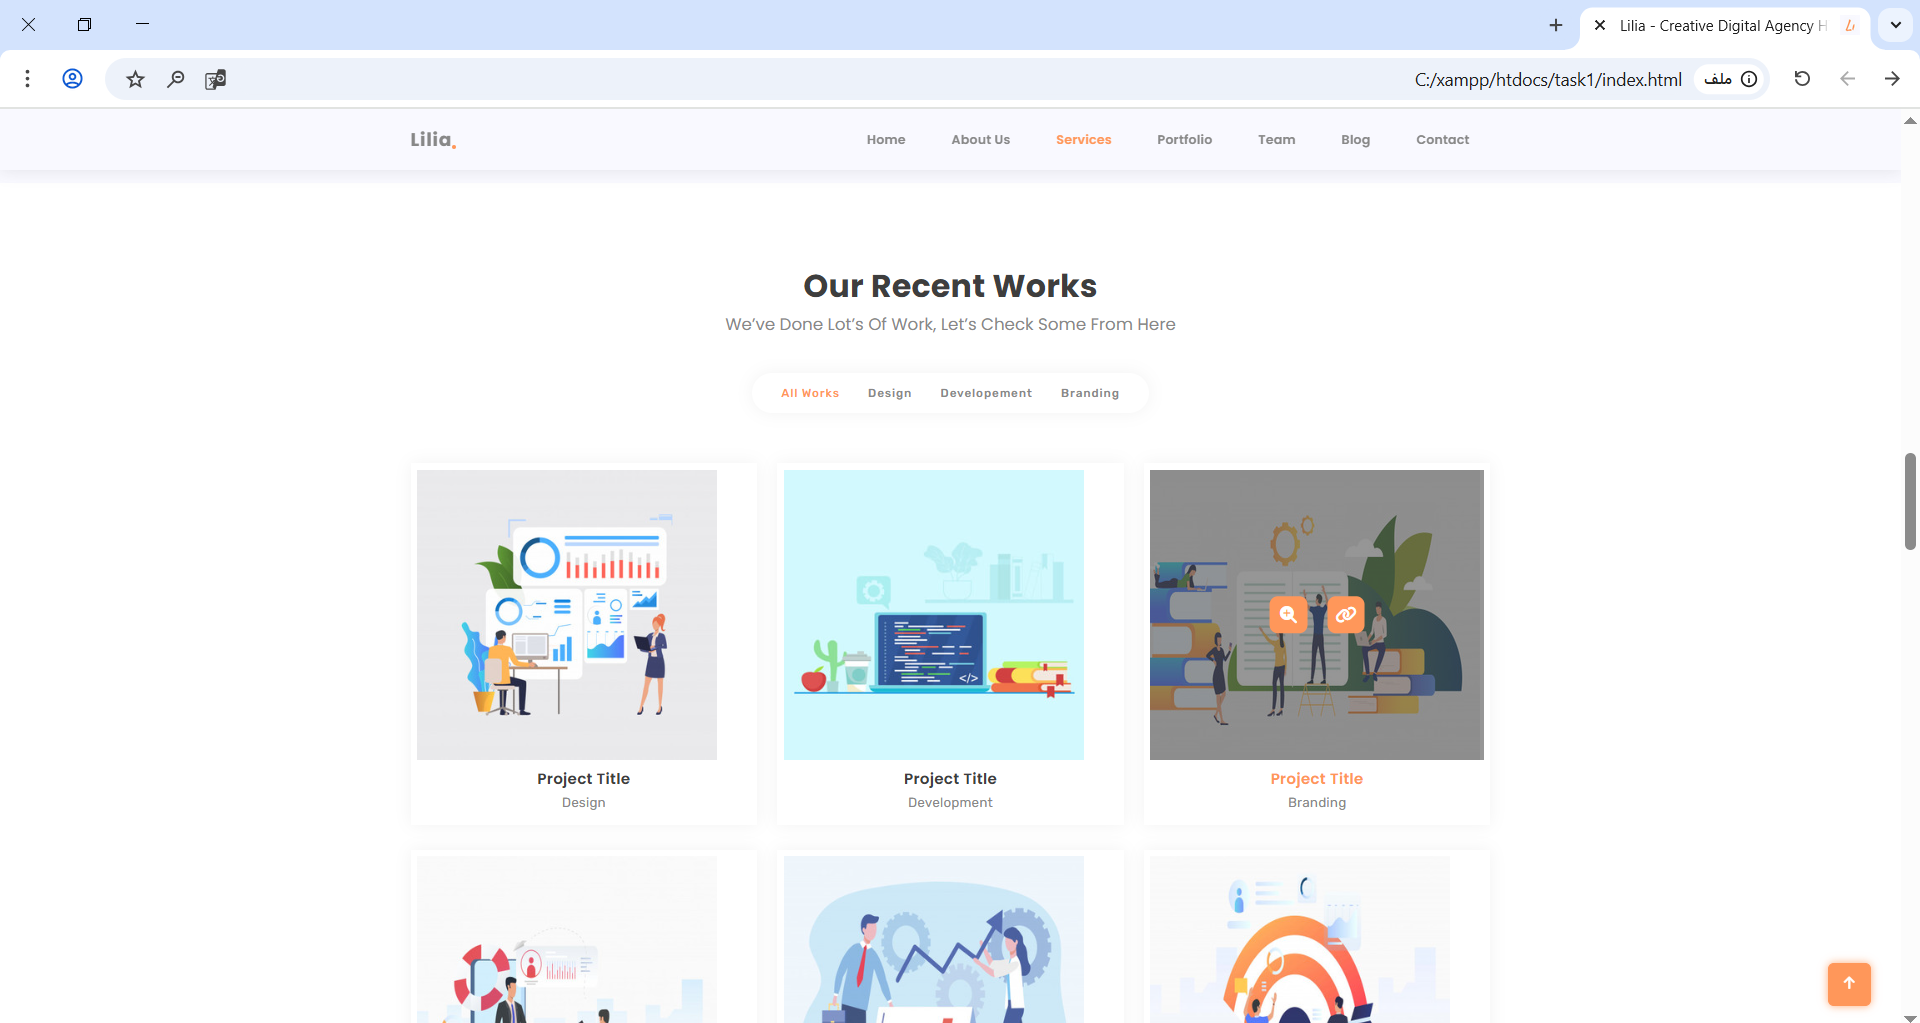 Lilia - Creative Digital Agency H
C:/xampp/htdocs/task1/index.html
ملف
Lilia.
Home
About Us
Services
Portfolio
Team
Blog
Contact
Our Recent Works
We've Done Lot's Of Work, Let's Check Some From Here
All Works
Design
Developement
Branding
</>
Project Title
Design
Project Title
Development
Project Title
Branding